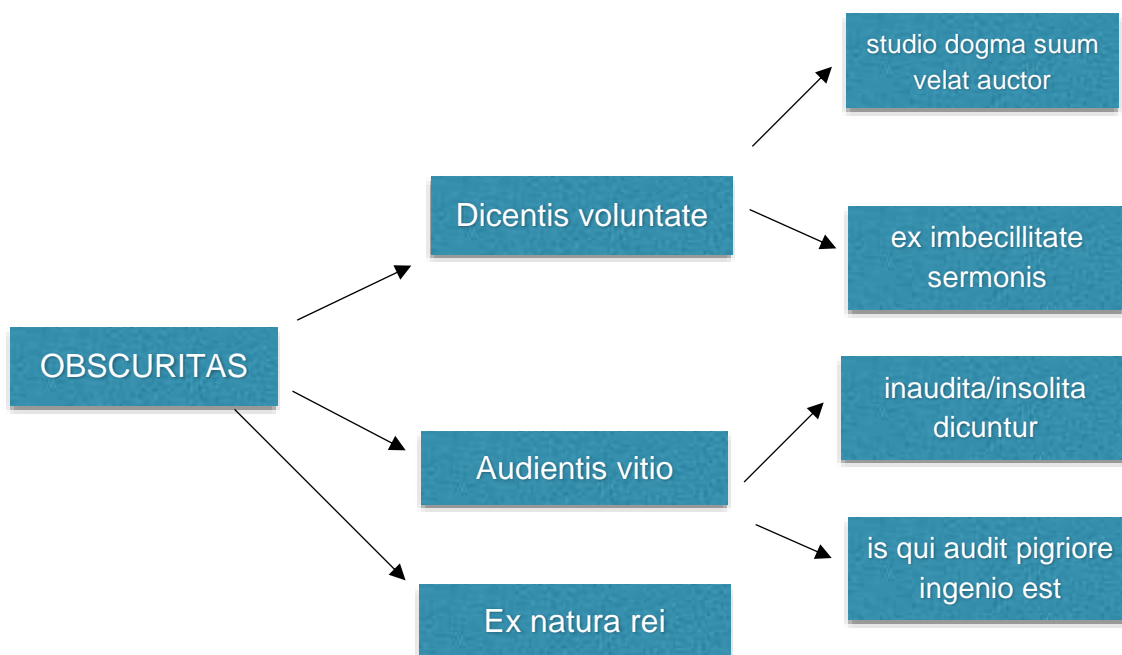 OBSCURITAS
Dicentis voluntate
studio dogma suum
velat auctor
ex imbecillitate
sermonis
Audientis vitio
inaudita/insolita
dicuntur
is qui audit pigriore
ingenio est
Ex natura rei